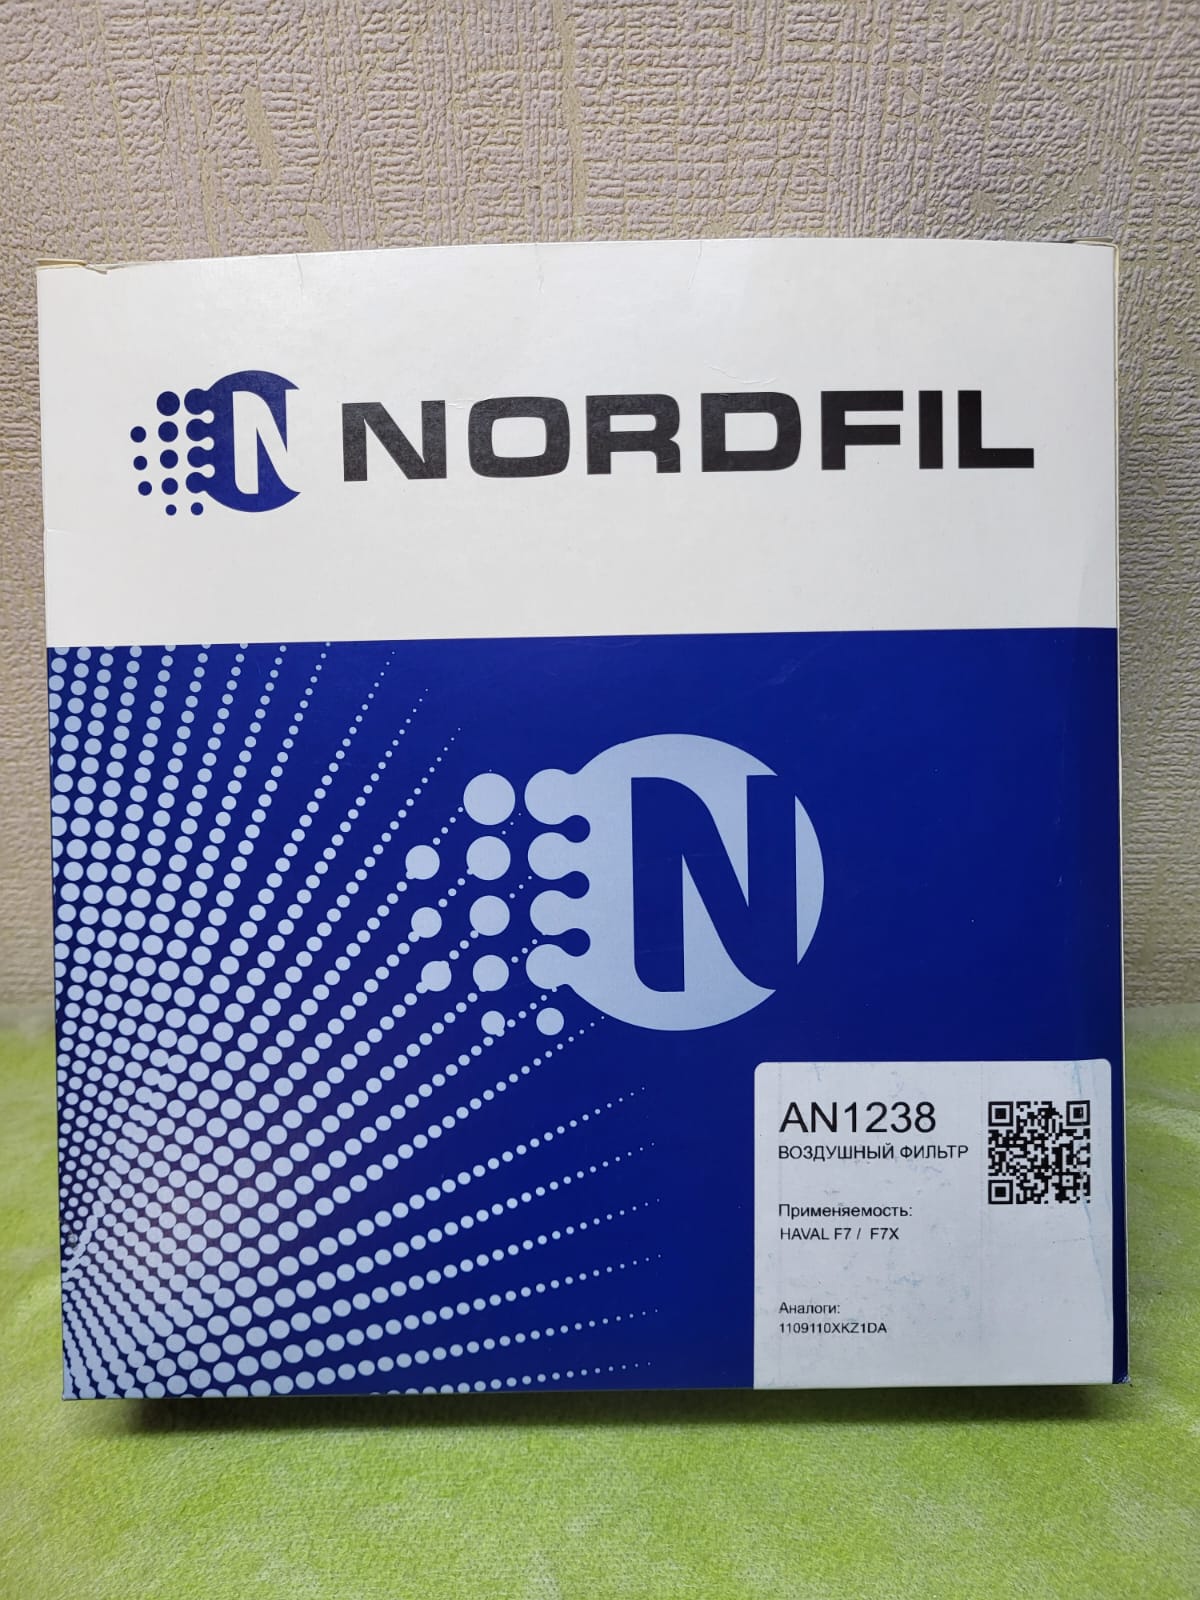 NORDFIL
N
AN1238
ВОЗДУШНЫЙ ФИЛЬТР
Применяемость:
HAVAL F7 / F7X
Аналоги:
1109110XKZ1DA